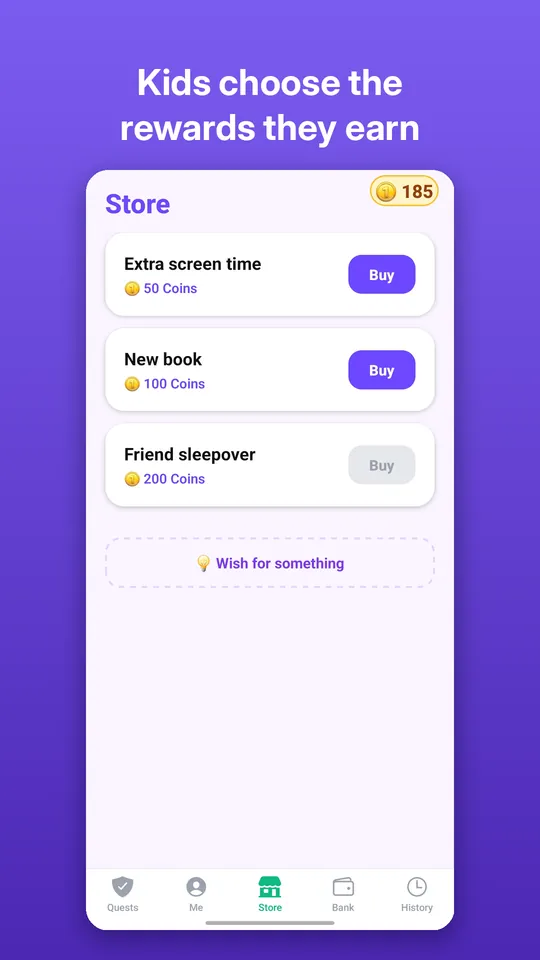 Kids choose the
rewards they earn
185
Store
Extra screen time
50 Coins
Buy
New book
100 Coins
Buy
Friend sleepover
200 Coins
Buy
Wish for something
Quests
Me
Store
Bank
History